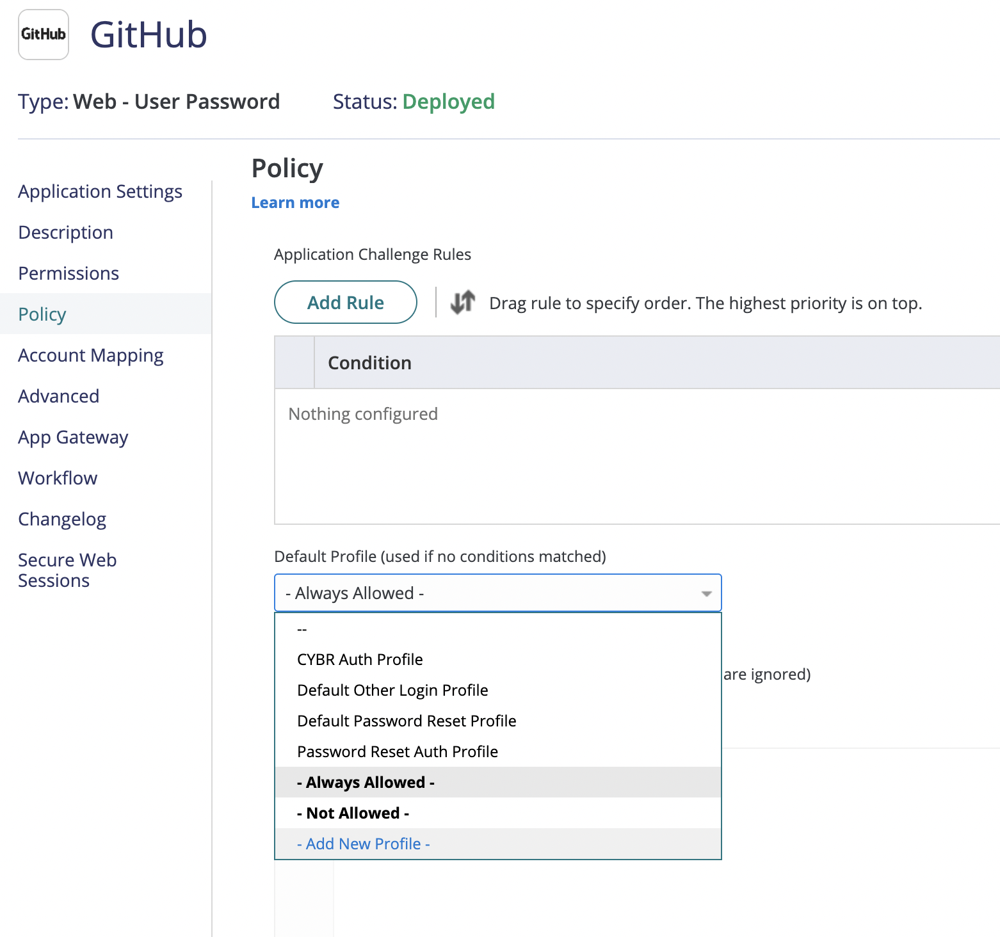 GitHub
GitHub
Type: Web - User Password
Status: Deployed
Application Settings
Description
Permissions
Policy
Account Mapping
Advanced
App Gateway
Workflow
Changelog
Secure Web
Sessions
Policy
Learn more
Application Challenge Rules
Add Rule
Drag rule to specify order. The highest priority is on top.
Condition
Nothing configured
Default Profile (used if no conditions matched)
- Always Allowed -
--
CYBR Auth Profile
Default Other Login Profile
are ignored)
Default Password Reset Profile
Password Reset Auth Profile
- Always Allowed -
- Not Allowed -
- Add New Profile -